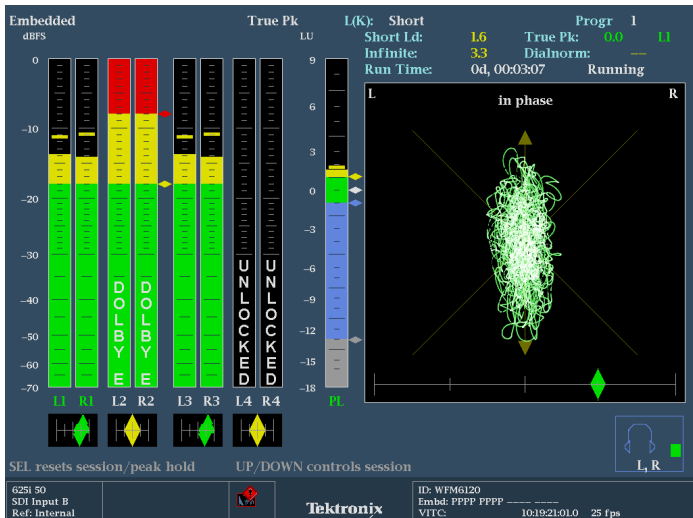 Embedded True Pk L(K): Short Progr 1
dBFS LU Short Ld: 1.6 True Pk: 0.0 L1
Infinite: 3.3 Dialnorm: ––
Run Time: 0d, 00:03:07 Running
0
-10
-20
-30
-40
-50
-60
-70
DOLBY E
DOLBY E
UNLOCKED
UNLOCKED
9
6
3
0
-3
-6
-9
-12
-15
-18
L R
in phase
L1 R1 L2 R2 L3 R3 L4 R4 PL
L, R
SEL resets session/peak hold UP/DOWN controls session
625i 50
SDI Input B
Ref: Internal
Tektronix
ID: WFM6120
Embd: PPPP PPPP –––– ––––
VITC: 10:19:21:01.0 25 fps